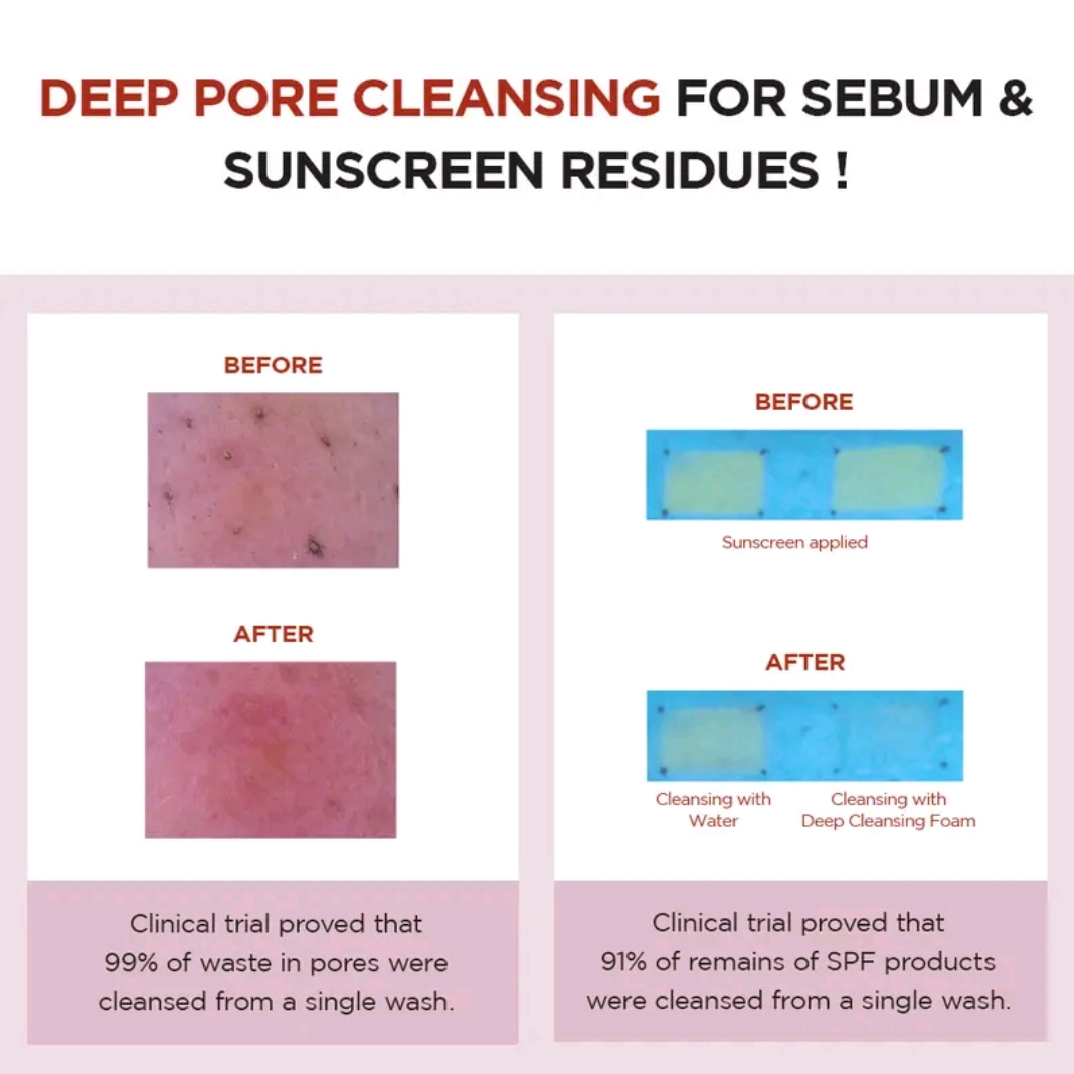 DEEP PORE CLEANSING FOR SEBUM &
SUNSCREEN RESIDUES !
BEFORE
AFTER
Clinical trial proved that
99% of waste in pores were
cleansed from a single wash.
BEFORE
Sunscreen applied
AFTER
Cleansing with
Water
Cleansing with
Deep Cleansing Foam
Clinical trial proved that
91% of remains of SPF products
were cleansed from a single wash.